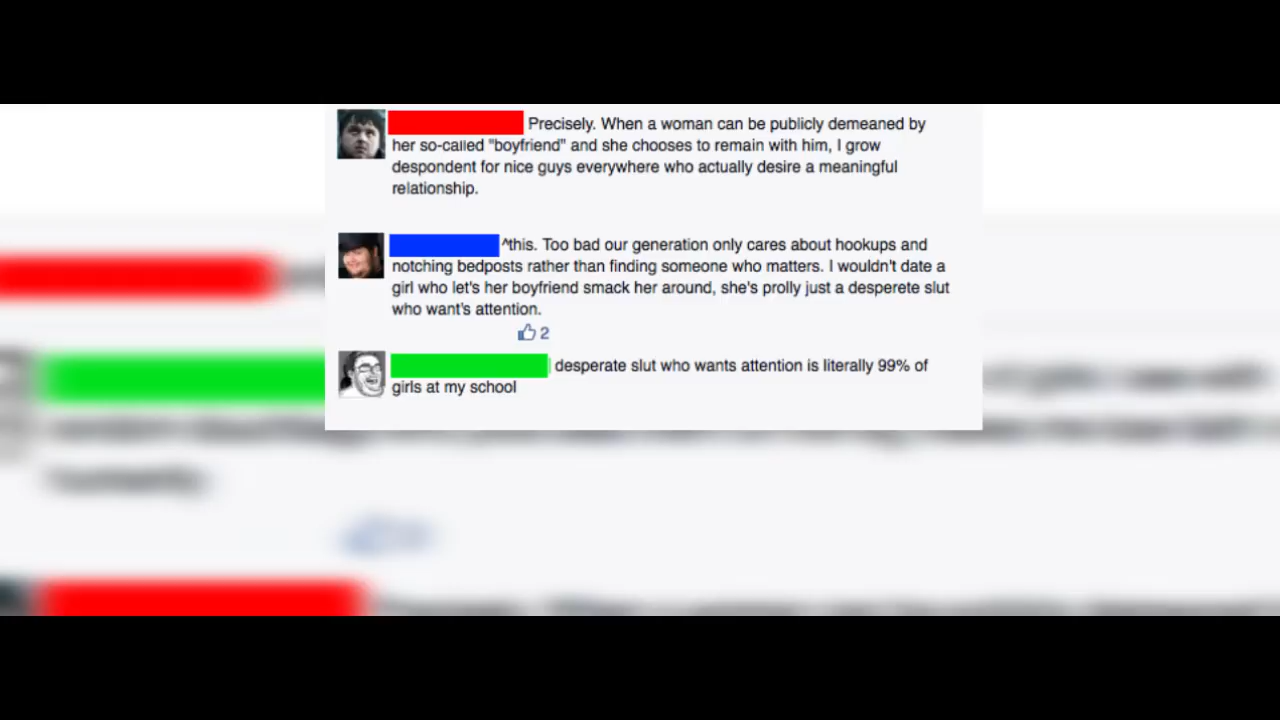 Precisely. When a woman can be publicly demeaned by
her so-called "boyfriend" and she chooses to remain with him, I grow
despondent for nice guys everywhere who actually desire a meaningful
relationship.
^this. Too bad our generation only cares about hookups and
notching bedposts rather than finding someone who matters. I wouldn't date a
girl who let's her boyfriend smack her around, she's prolly just a desperete slut
who want's attention.
2
desperate slut who wants attention is literally 99% of
girls at my school